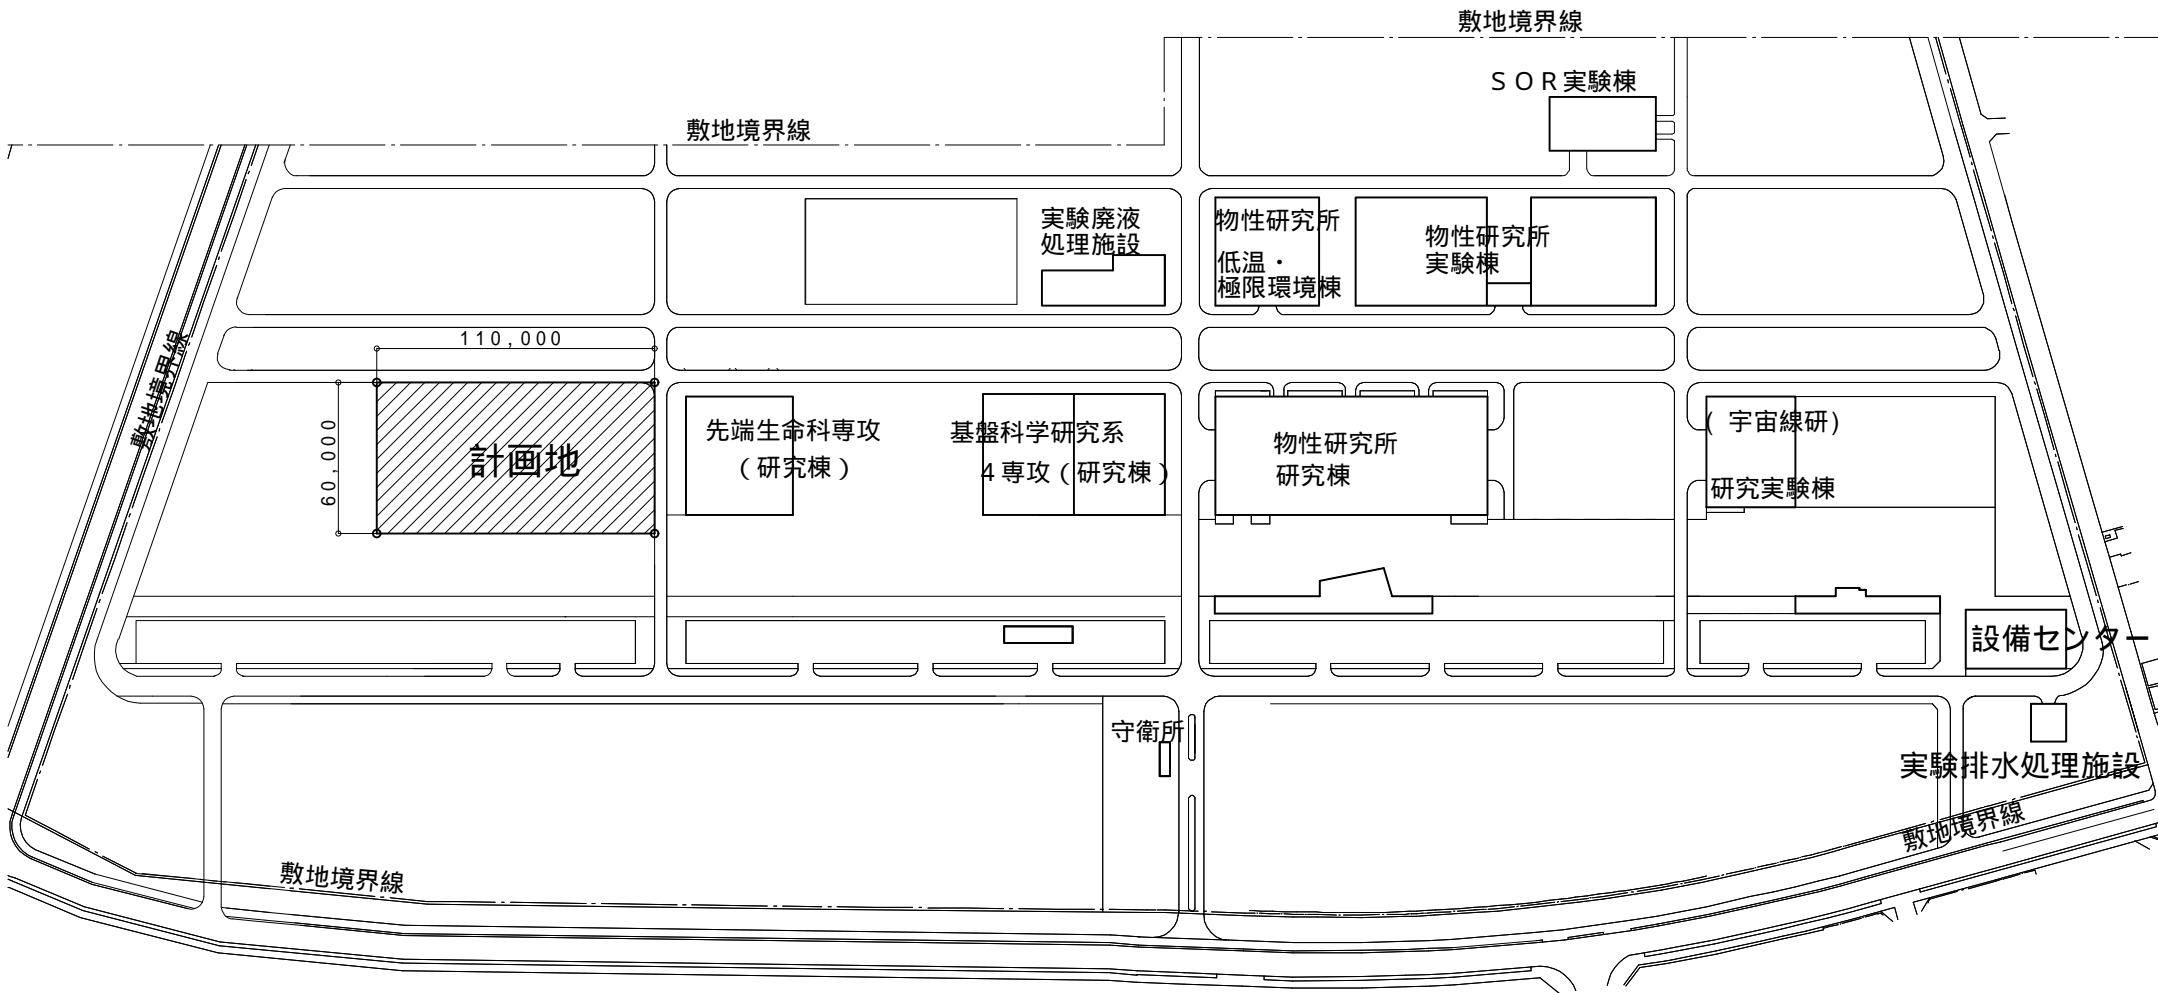 敷地境界線
ＳＯＲ実験棟
敷地境界線
実験廃液
処理施設
物性研究所
低温・
極限環境棟
物性研究所
実験棟
敷地境界線
110,000
60,000
計画地
先端生命科専攻
（研究棟）
基盤科学研究系
４専攻（研究棟）
物性研究所
研究棟
( 宇宙線研)
研究実験棟
設備センター
守衛所
実験排水処理施設
敷地境界線
敷地境界線